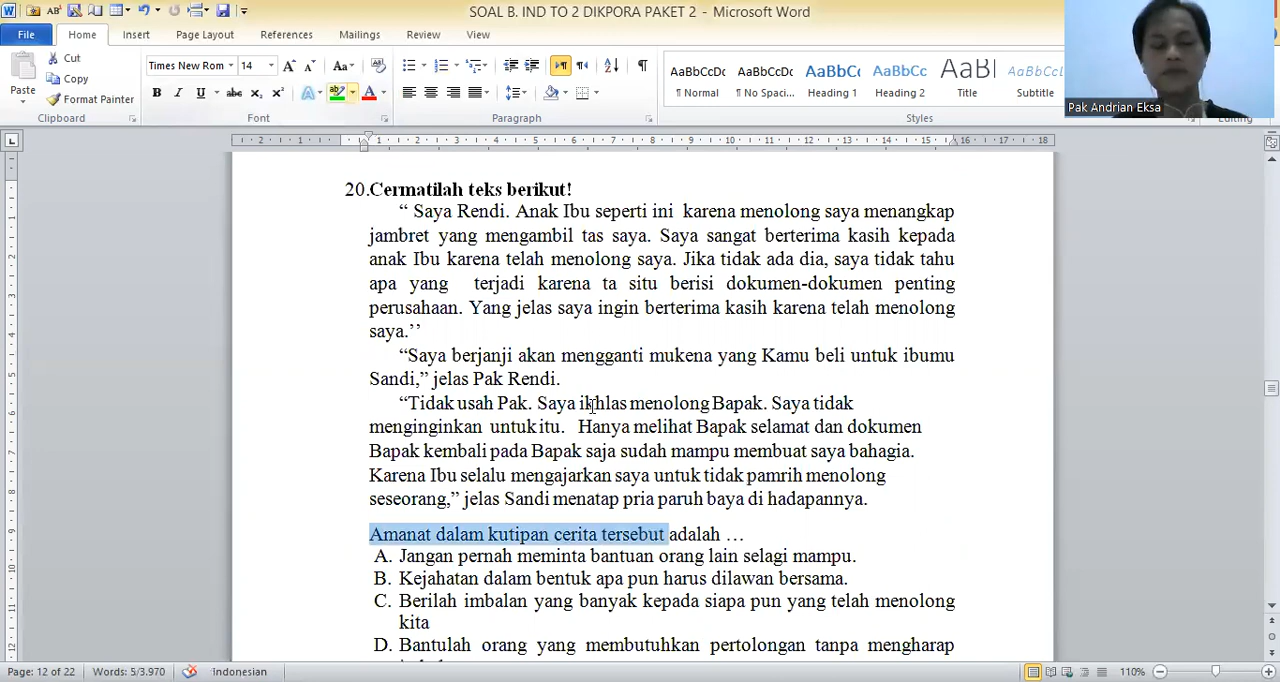 SOAL B. IND TO 2 DIKPORA PAKET 2 - Microsoft Word
File Home Insert Page Layout References Mailings Review View
Paste
Cut
Copy
Format Painter
Clipboard
Times New Rom 14
Font
Paragraph
AaBbCcDc AaBbCcDc AaBbCc AaBbCc AaBl AaBbCcL
¶ Normal ¶ No Spaci... Heading 1 Heading 2 Title Subtitle
Styles
Editing
Pak Andrian Eksa
20.Cermatilah teks berikut!
“ Saya Rendi. Anak Ibu seperti ini karena menolong saya menangkap
jambret yang mengambil tas saya. Saya sangat berterima kasih kepada
anak Ibu karena telah menolong saya. Jika tidak ada dia, saya tidak tahu
apa yang terjadi karena ta situ berisi dokumen-dokumen penting
perusahaan. Yang jelas saya ingin berterima kasih karena telah menolong
saya.’’
“Saya berjanji akan mengganti mukena yang Kamu beli untuk ibumu
Sandi,” jelas Pak Rendi.
“Tidak usah Pak. Saya ikhlas menolong Bapak. Saya tidak
menginginkan untuk itu. Hanya melihat Bapak selamat dan dokumen
Bapak kembali pada Bapak saja sudah mampu membuat saya bahagia.
Karena Ibu selalu mengajarkan saya untuk tidak pamrih menolong
seseorang,” jelas Sandi menatap pria paruh baya di hadapannya.
Amanat dalam kutipan cerita tersebut adalah …
A. Jangan pernah meminta bantuan orang lain selagi mampu.
B. Kejahatan dalam bentuk apa pun harus dilawan bersama.
C. Berilah imbalan yang banyak kepada siapa pun yang telah menolong
kita
D. Bantulah orang yang membutuhkan pertolongan tanpa mengharap
Page: 12 of 22 Words: 5/3.970 Indonesian 110%